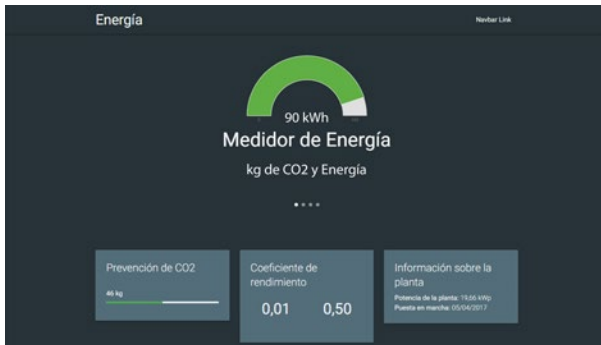 Energía
Navbar Link
90 kWh
Medidor de Energía
kg de CO2 y Energía
Prevención de CO2
46 kg
Coeficiente de
rendimiento
0,01 0,50
Información sobre la
planta
Potencia de la planta: 19,66 kWp
Puesta en marcha: 05/04/2017